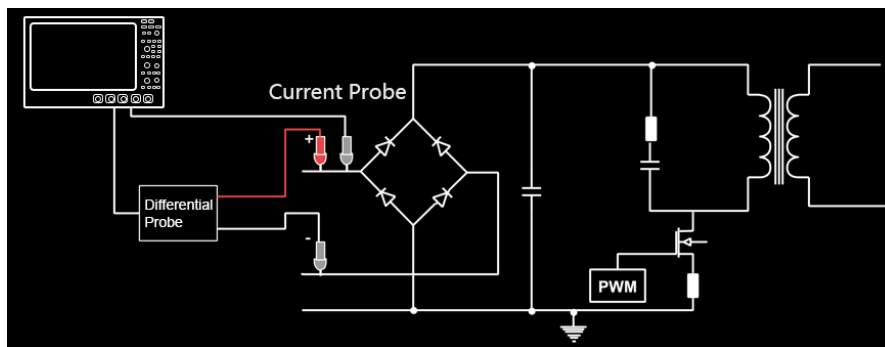 Current Probe
+
Differential
Probe
-
PWM